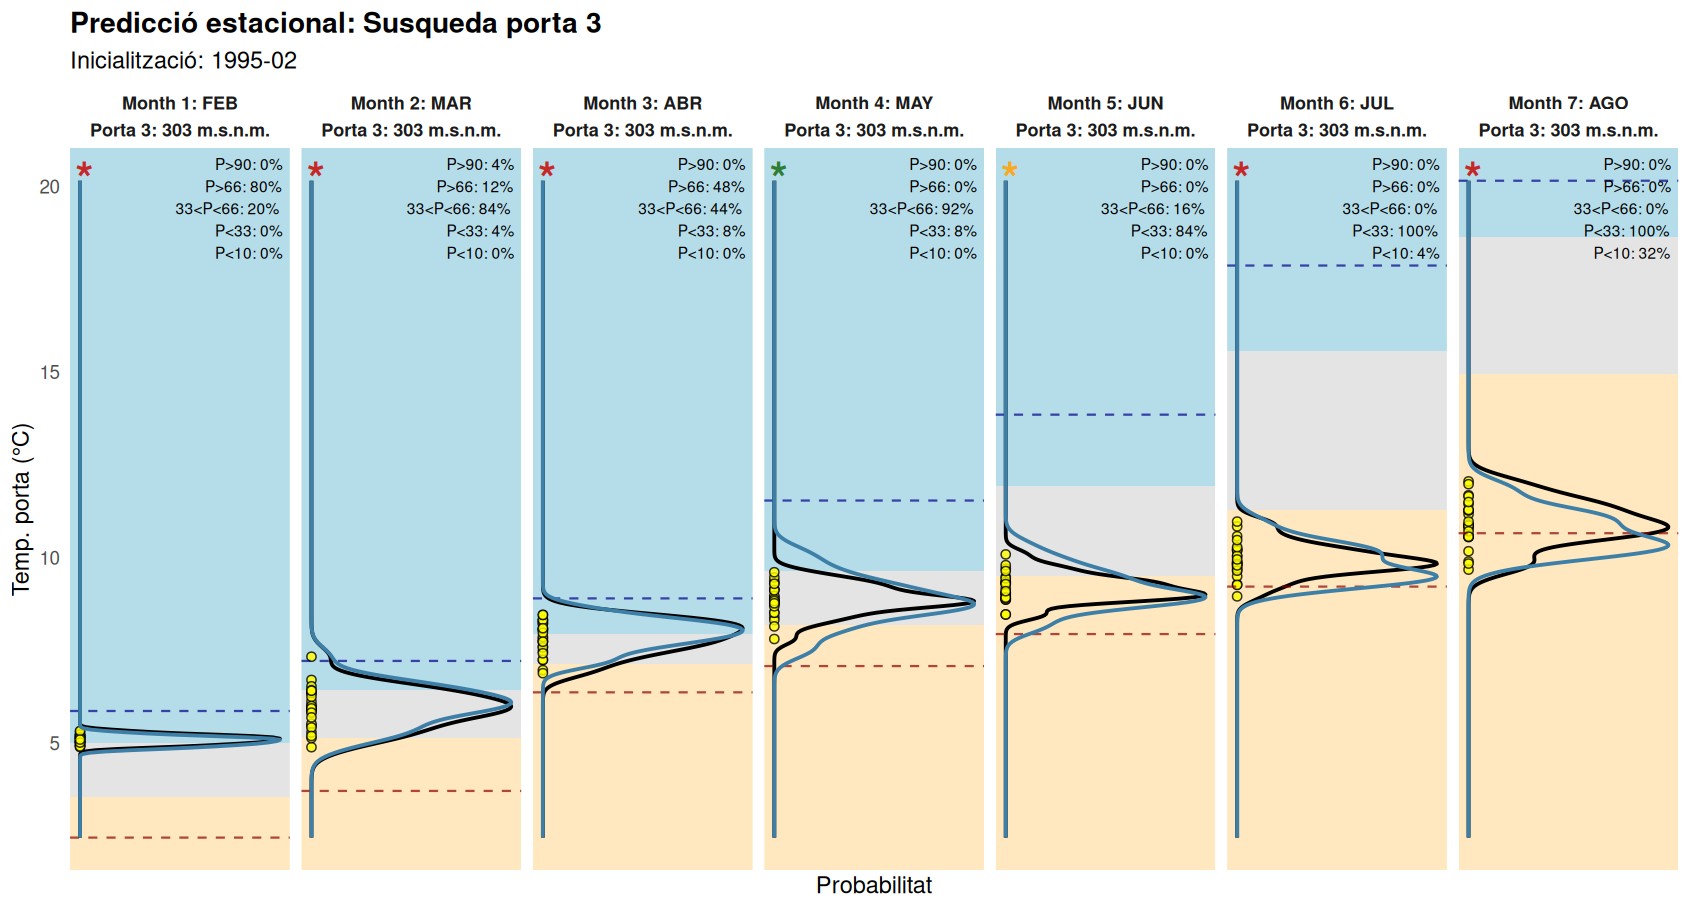 Predicció estacional: Susqueda porta 3
Inicialització: 1995-02
Month 1: FEB
Porta 3: 303 m.s.n.m.
Month 2: MAR
Porta 3: 303 m.s.n.m.
Month 3: ABR
Porta 3: 303 m.s.n.m.
Month 4: MAY
Porta 3: 303 m.s.n.m.
Month 5: JUN
Porta 3: 303 m.s.n.m.
Month 6: JUL
Porta 3: 303 m.s.n.m.
Month 7: AGO
Porta 3: 303 m.s.n.m.
P>90: 0%
P>66: 80%
33<P<66: 20%
P<33: 0%
P<10: 0%
P>90: 4%
P>66: 12%
33<P<66: 84%
P<33: 4%
P<10: 0%
P>90: 0%
P>66: 48%
33<P<66: 44%
P<33: 8%
P<10: 0%
P>90: 0%
P>66: 0%
33<P<66: 92%
P<33: 8%
P<10: 0%
P>90: 0%
P>66: 0%
33<P<66: 16%
P<33: 84%
P<10: 0%
P>90: 0%
P>66: 0%
33<P<66: 0%
P<33: 100%
P<10: 4%
P>90: 0%
P>66: 0%
33<P<66: 0%
P<33: 100%
P<10: 32%
20
15
10
5
Temp. porta (°C)
Probabilitat